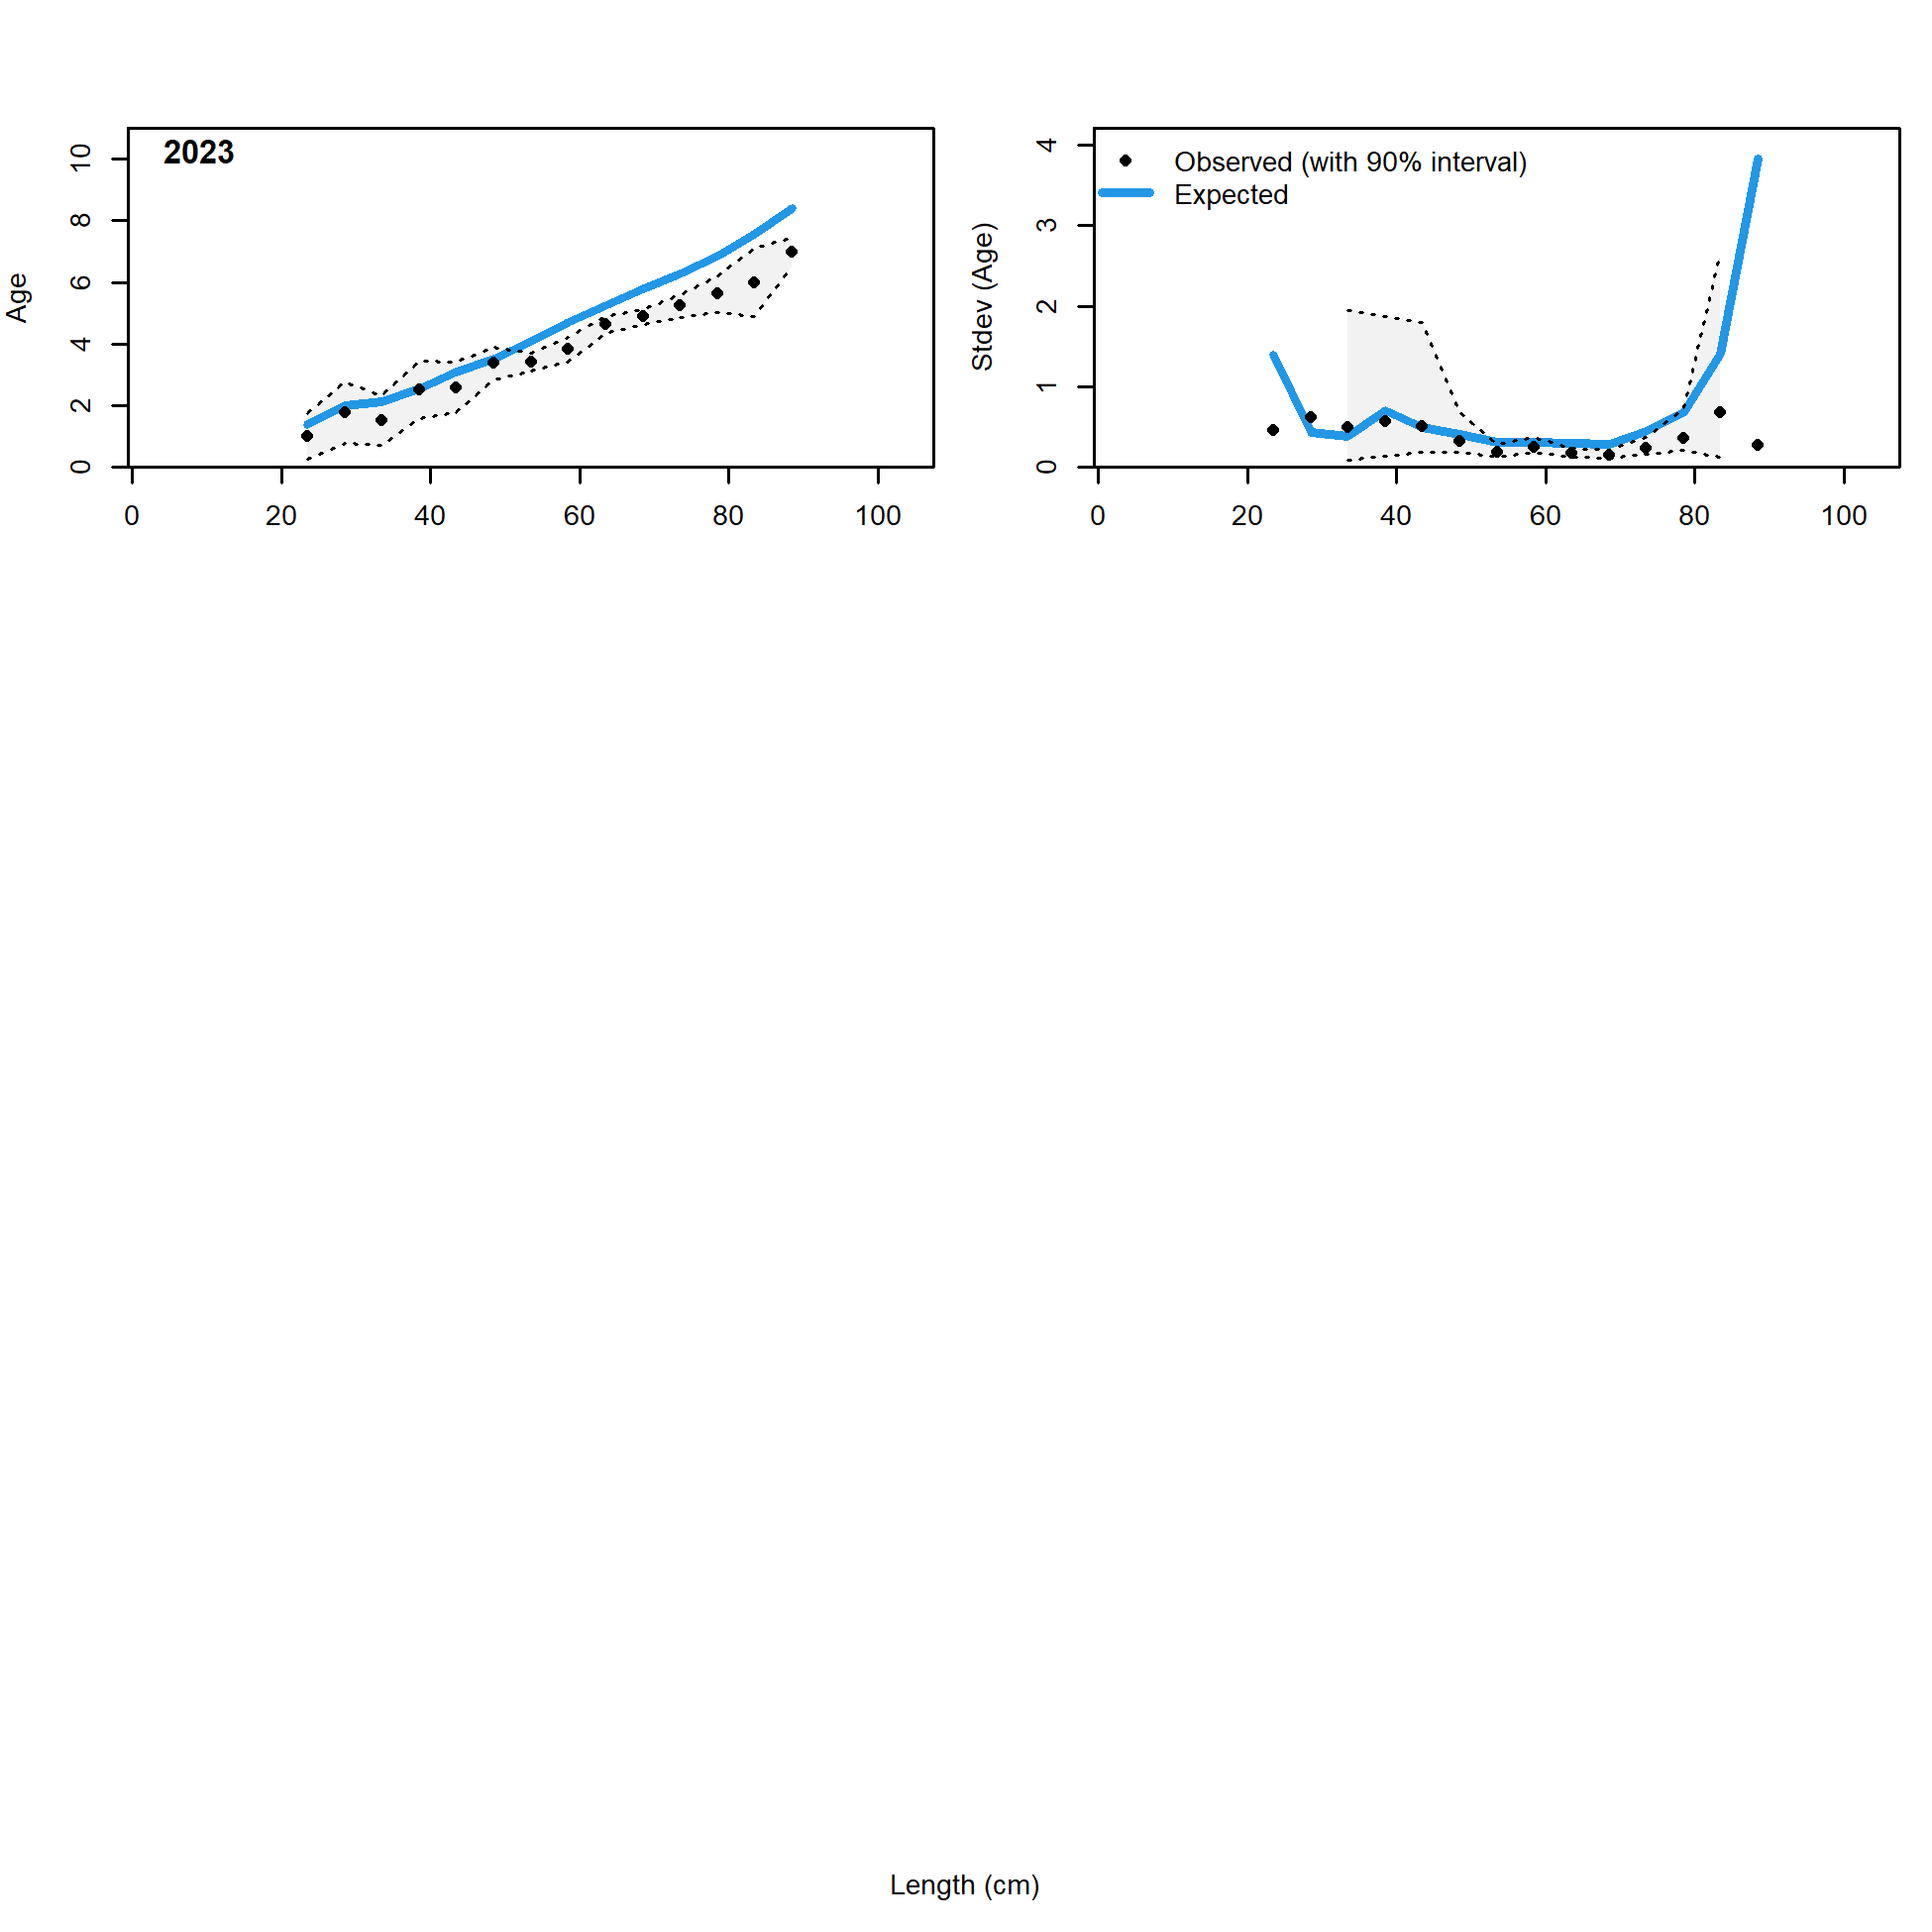 2023
Age
0 2 4 6 8 10
0 20 40 60 80 100
Observed (with 90% interval)
Expected
Stdev (Age)
0 1 2 3 4
0 20 40 60 80 100
Length (cm)